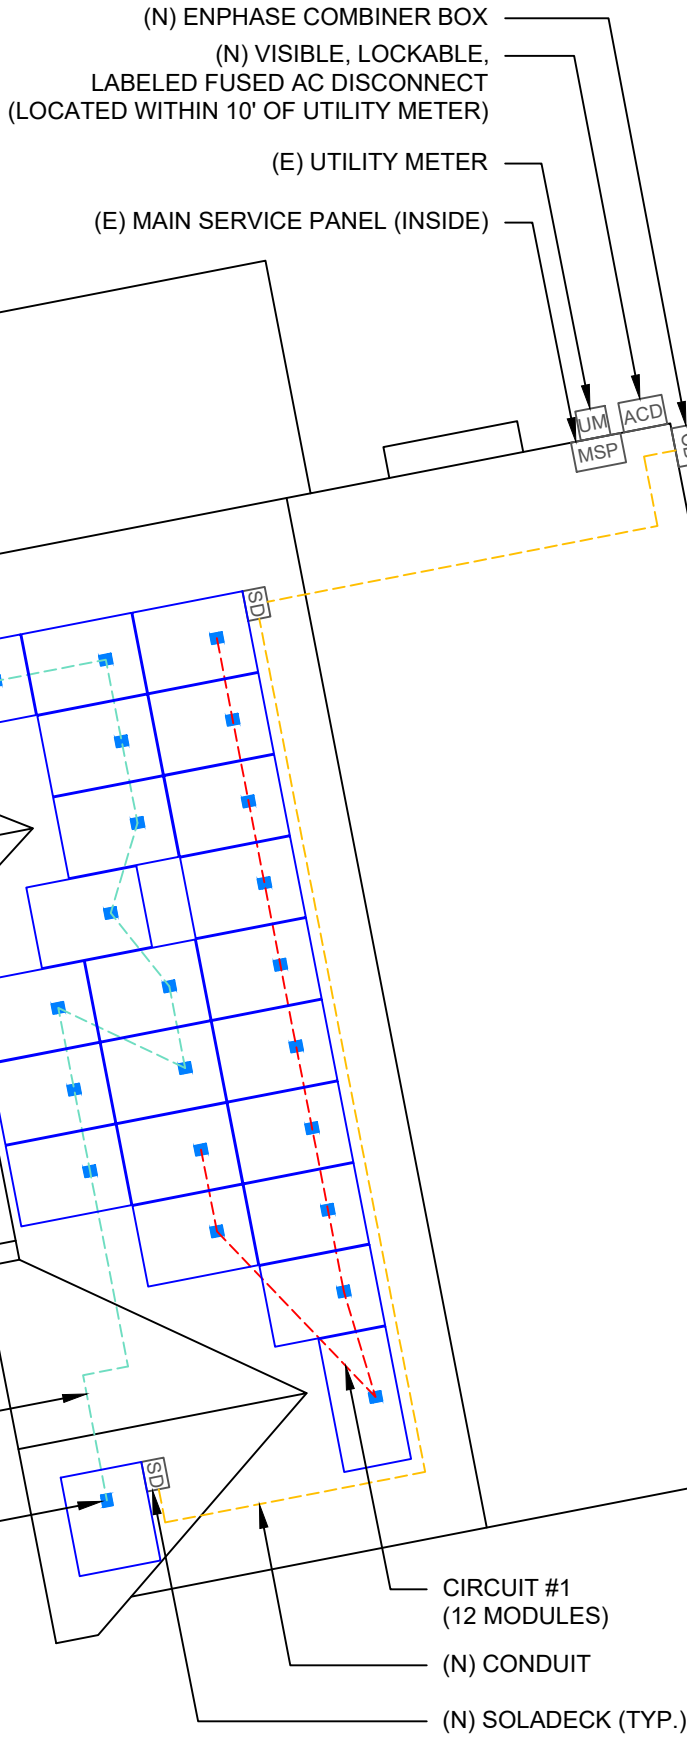 (N) ENPHASE COMBINER BOX
(N) VISIBLE, LOCKABLE,
LABELED FUSED AC DISCONNECT
(LOCATED WITHIN 10' OF UTILITY METER)
(E) UTILITY METER
(E) MAIN SERVICE PANEL (INSIDE)
UM
ACD
MSP
SD
SD
CIRCUIT #1
(12 MODULES)
(N) CONDUIT
(N) SOLADECK (TYP.)